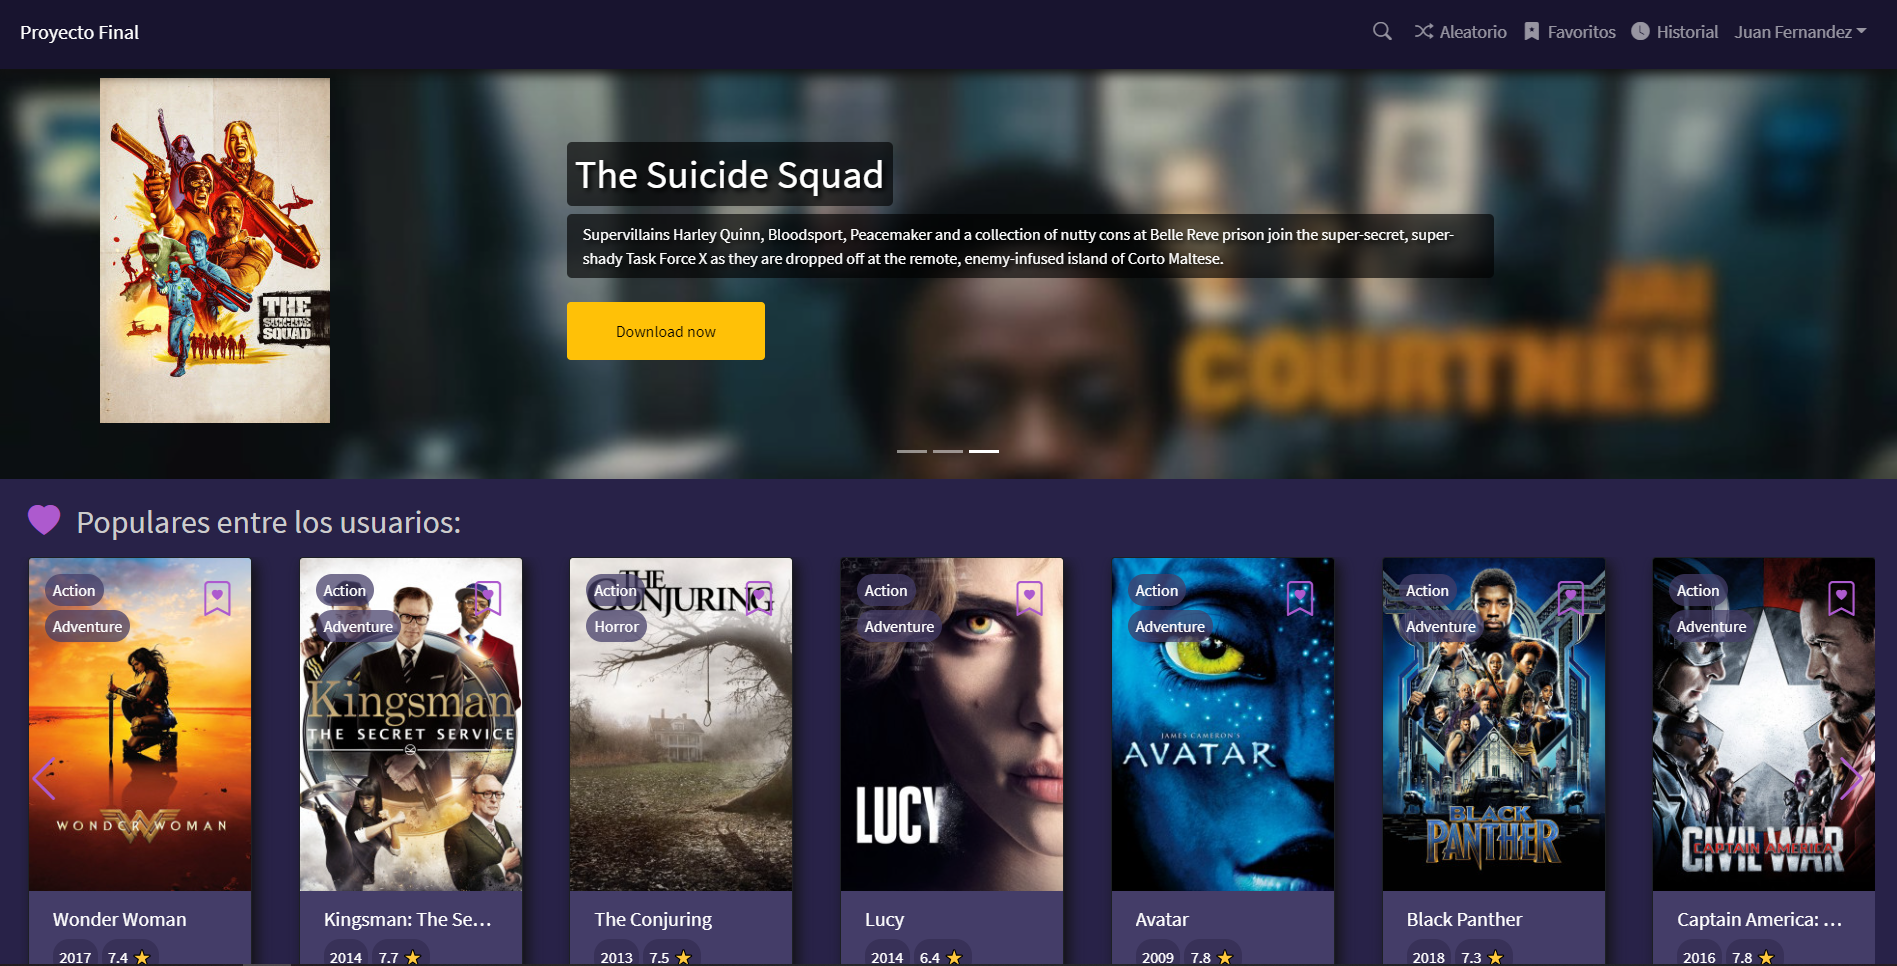 Proyecto Final
Aleatorio
Favoritos
Historial
Juan Fernandez
THE
SUICIDE
SQUAD
The Suicide Squad
Supervillains Harley Quinn, Bloodsport, Peacemaker and a collection of nutty cons at Belle Reve prison join the super-secret, super-
shady Task Force X as they are dropped off at the remote, enemy-infused island of Corto Maltese.
Download now
JAI
COURTNEY
Populares entre los usuarios:
Action
Adventure
WONDER WOMAN
Wonder Woman
2017
7.4
Action
Adventure
Kingsman
THE SECRET SERVICE
Kingsman: The Se...
2014
7.7
Action
Horror
THE
CONJURING
The Conjuring
2013
7.5
Action
Adventure
LUCY
Lucy
2014
6.4
Action
Adventure
JAMES CAMERON'S
AVATAR
Avatar
2009
7.8
Action
Adventure
BLACK
PANTHER
Black Panther
2018
7.3
Action
Adventure
CIVIL WAR
CAPTAIN AMERICA
Captain America: ...
2016
7.8